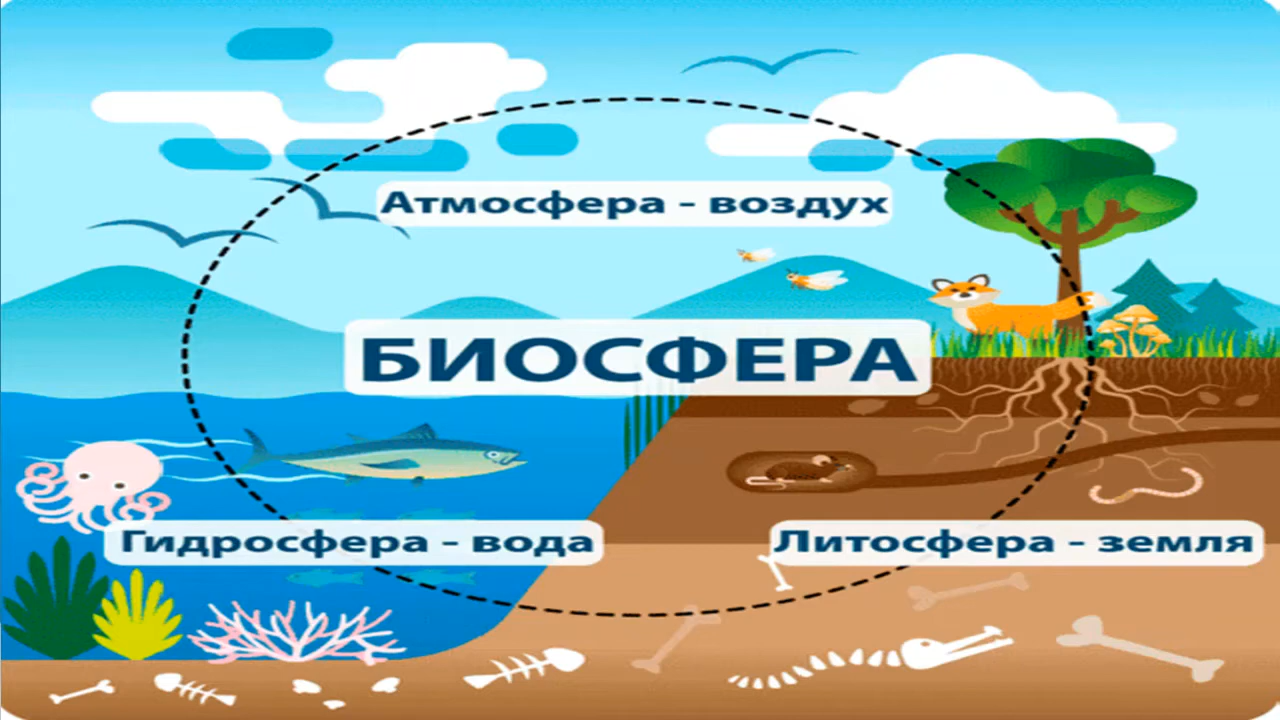 Атмосфера - воздух
БИОСФЕРА
Гидросфера - вода
Литосфера - земля